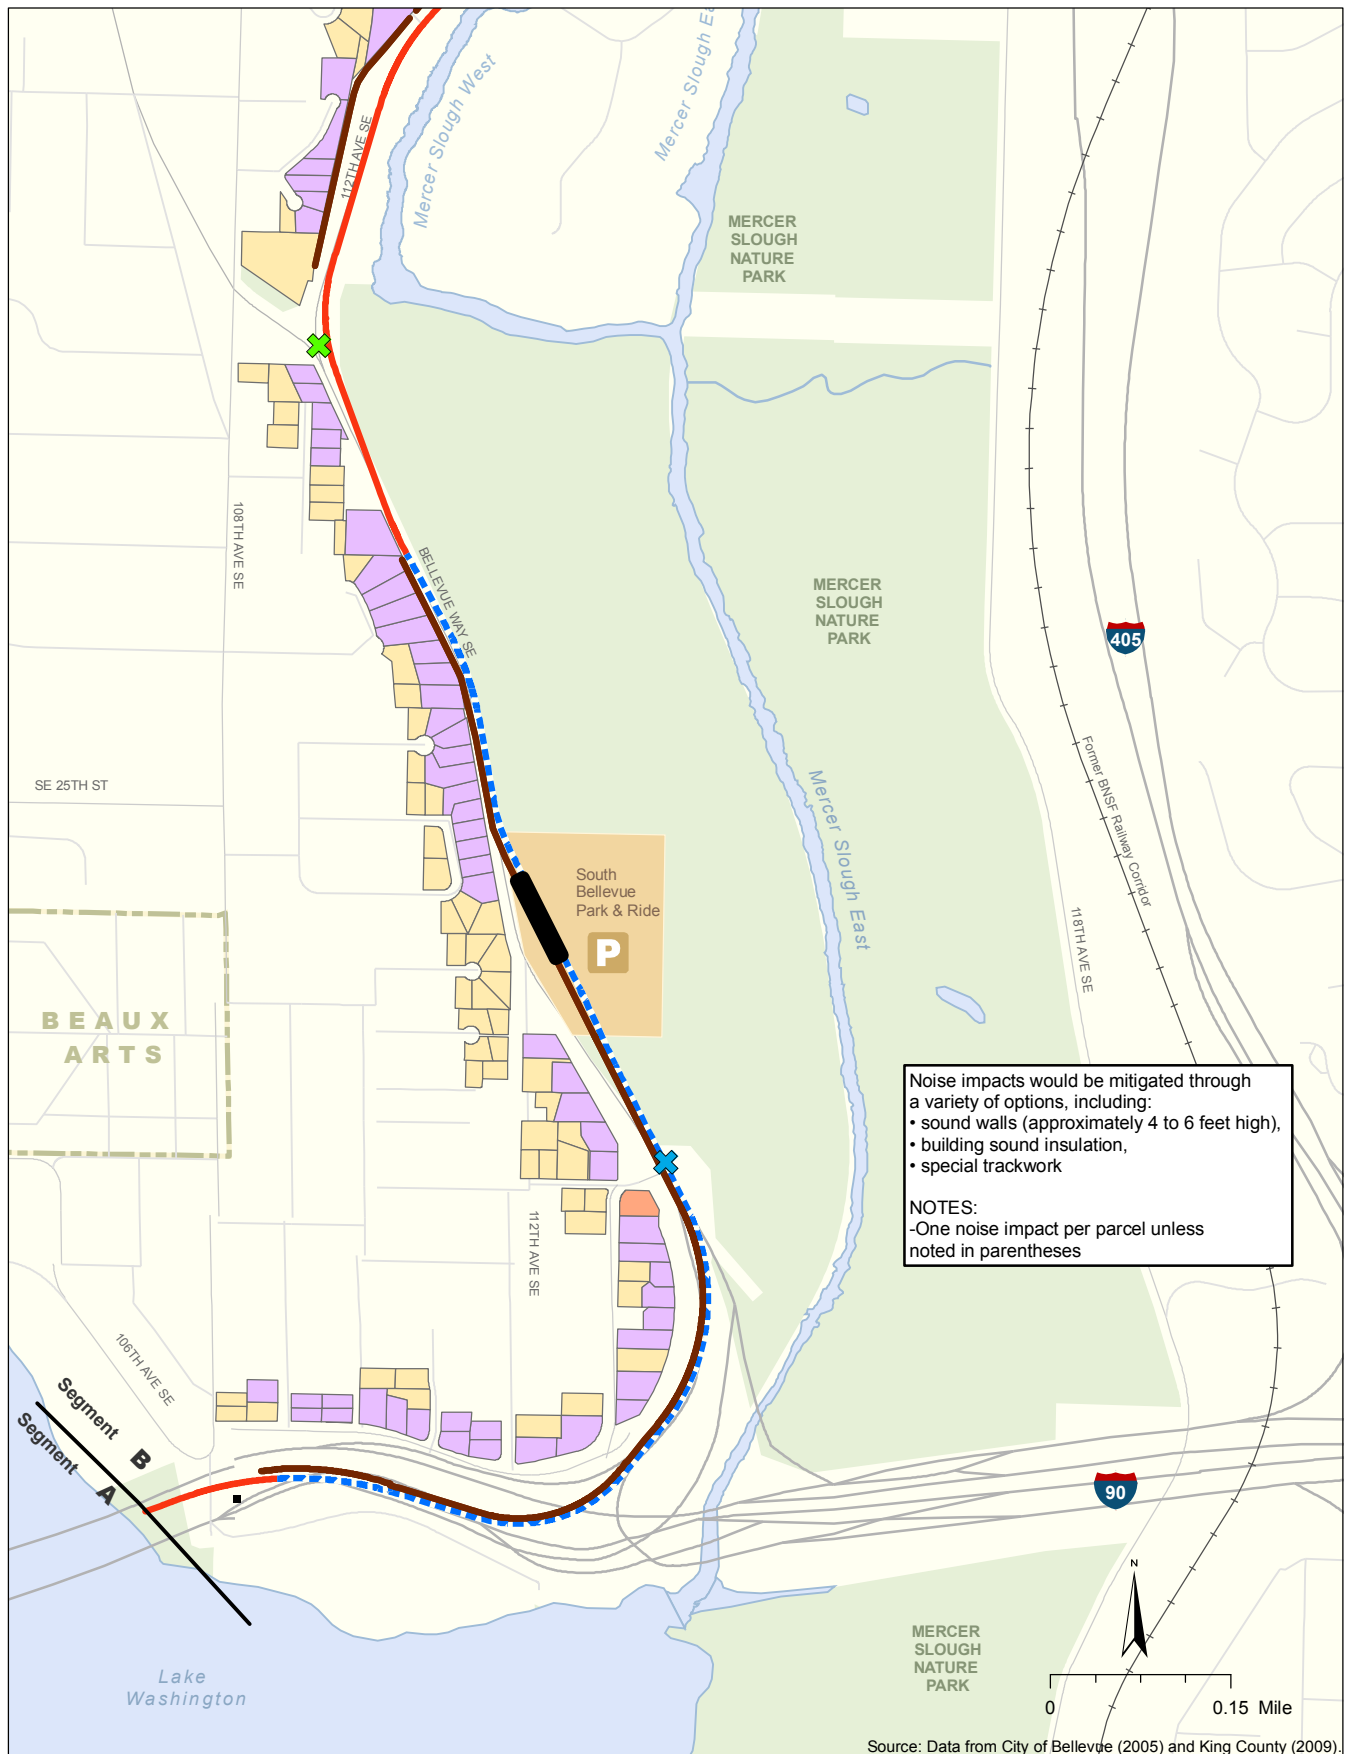 Mercer Slough West
Mercer Slough Ea
112TH AVE SE
MERCER
SLOUGH
NATURE
PARK
108TH AVE SE
BELLEVUE WAY SE
MERCER
SLOUGH
NATURE
PARK
405
Former BNSF Railway Corridor
SE 25TH ST
Mercer Slough East
South
Bellevue
Park & Ride
P
118TH AVE SE
BEAUX
ARTS
Noise impacts would be mitigated through
a variety of options, including:
• sound walls (approximately 4 to 6 feet high),
• building sound insulation,
• special trackwork
NOTES:
-One noise impact per parcel unless
noted in parentheses
112TH AVE SE
106TH AVE SE
Segment B
Segment A
90
N
MERCER
SLOUGH
NATURE
PARK
Lake
Washington
0 0.15 Mile
Source: Data from City of Bellevue (2005) and King County (2009).